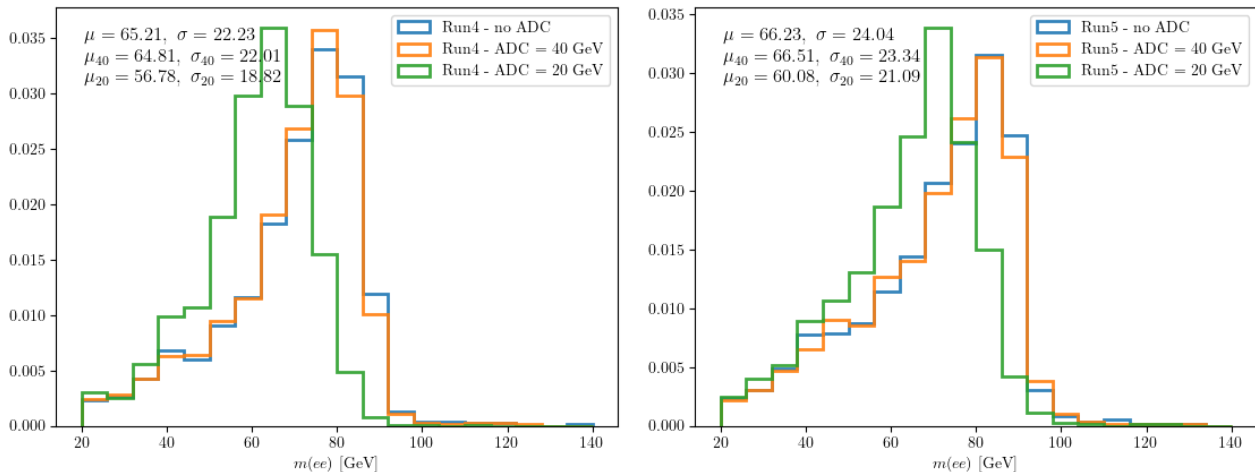 μ = 65.21, σ = 22.23
μ40 = 64.81, σ40 = 22.01
μ20 = 56.78, σ20 = 18.82
Run4 - no ADC
Run4 - ADC = 40 GeV
Run4 - ADC = 20 GeV
0.035
0.030
0.025
0.020
0.015
0.010
0.005
0.000
20 40 60 80 100 120 140
m(ee) [GeV]
μ = 66.23, σ = 24.04
μ40 = 66.51, σ40 = 23.34
μ20 = 60.08, σ20 = 21.09
Run5 - no ADC
Run5 - ADC = 40 GeV
Run5 - ADC = 20 GeV
0.035
0.030
0.025
0.020
0.015
0.010
0.005
0.000
20 40 60 80 100 120 140
m(ee) [GeV]